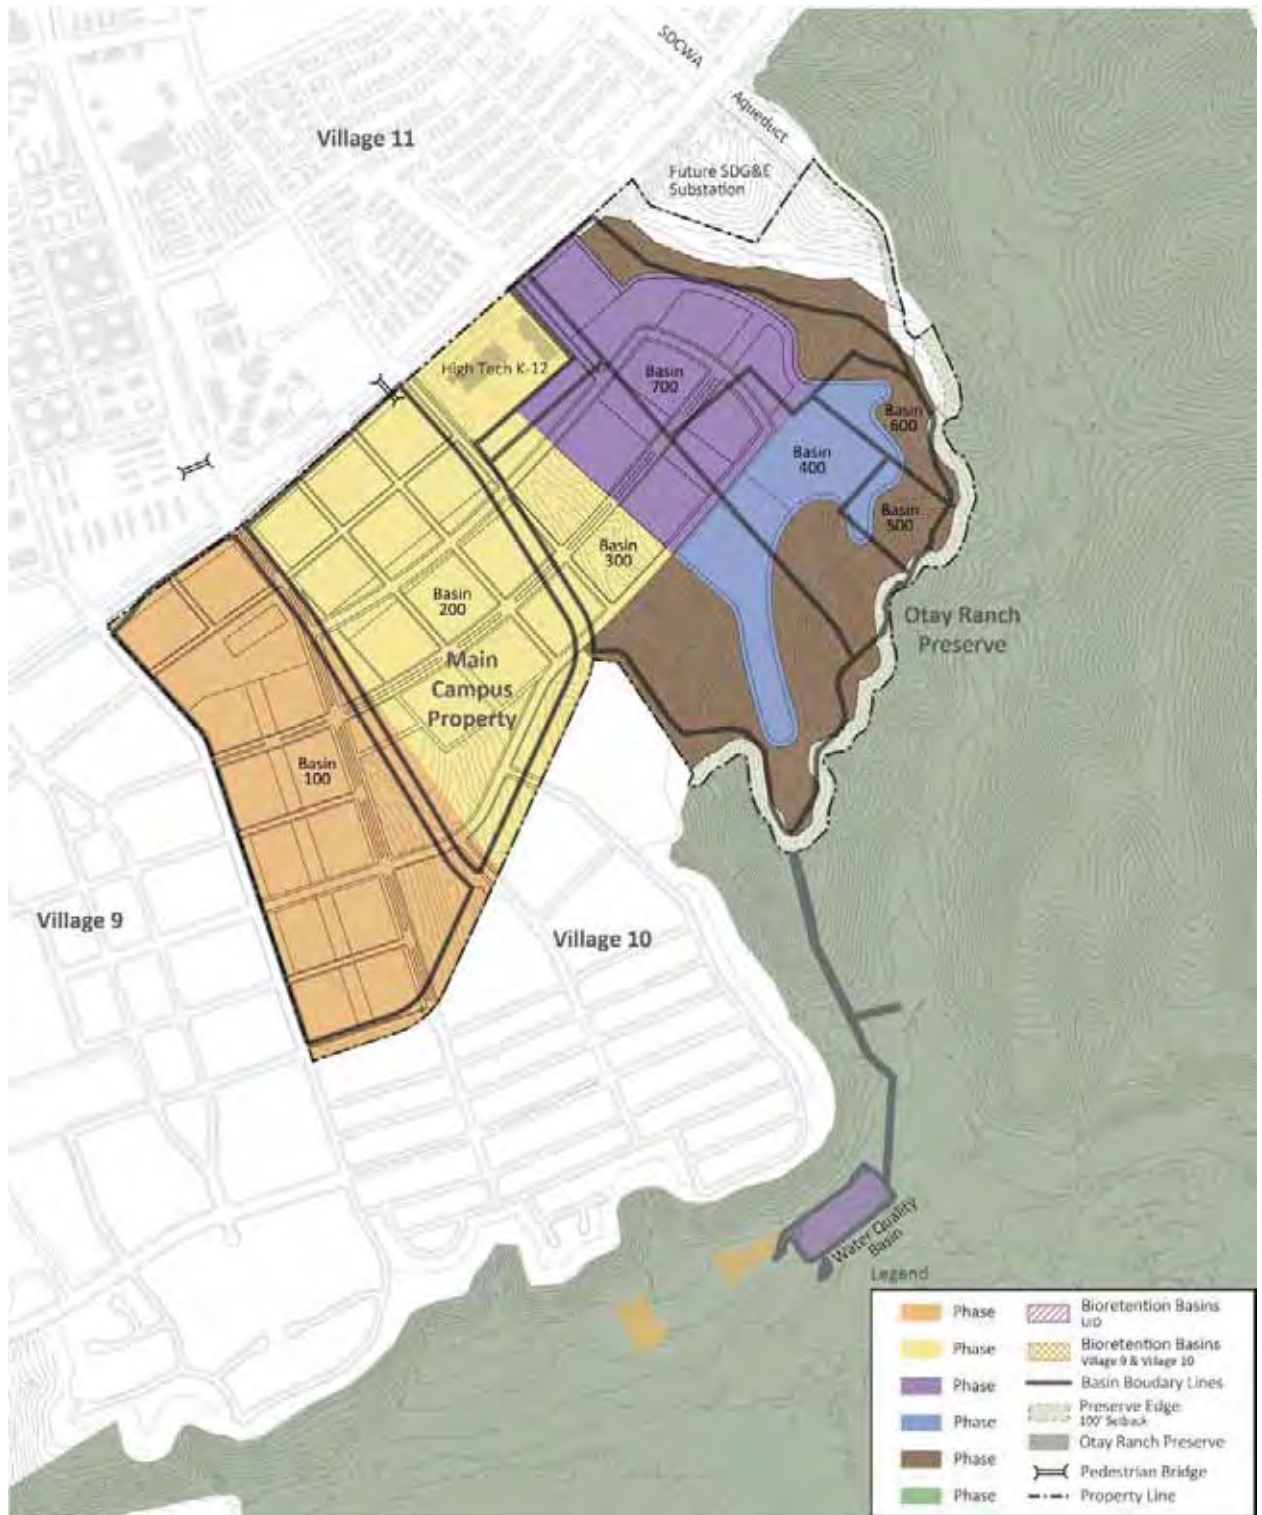 SDCWA
Aqueduct
Village 11
Future SDG&E
Substation
High Tech K-12
Basin
700
Basin
600
Basin
400
Basin
500
Basin
300
Basin
200
Otay Ranch
Preserve
Main
Campus
Property
Basin
100
Village 9
Village 10
Water Quality
Basin
Legend
Phase
Phase
Phase
Phase
Phase
Phase
Bioretention Basins
UID
Bioretention Basins
Village 9 & Village 10
Basin Boudary Lines
Preserve Edge
100' Setback
Otay Ranch Preserve
Pedestrian Bridge
Property Line